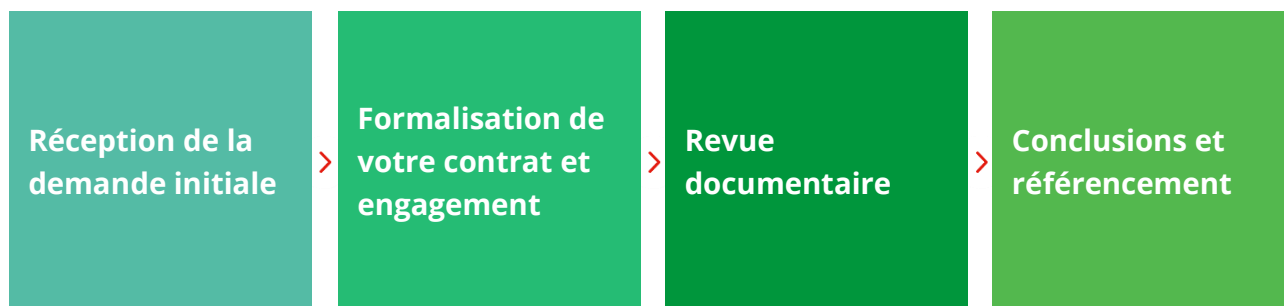 Réception de la
demande initiale
Formalisation de
votre contrat et
engagement
Revue
documentaire
Conclusions et
référencement